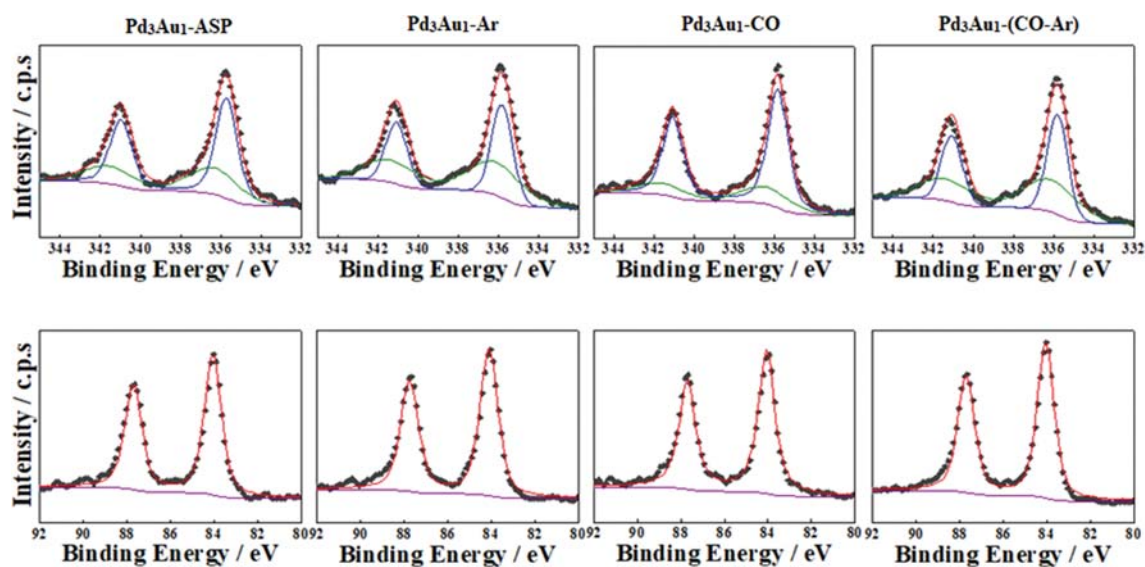 Pd₃Au₁-ASP Pd₃Au₁-Ar Pd₃Au₁-CO Pd₃Au₁-(CO-Ar)
Intensity / c.p.s
344 342 340 338 336 334 332 344 342 340 338 336 334 332 344 342 340 338 336 334 332 344 342 340 338 336 334 332
Binding Energy / eV Binding Energy / eV Binding Energy / eV Binding Energy / eV
Intensity / c.p.s
92 90 88 86 84 82 80 92 90 88 86 84 82 80 92 90 88 86 84 82 80 92 90 88 86 84 82 80
Binding Energy / eV Binding Energy / eV Binding Energy / eV Binding Energy / eV